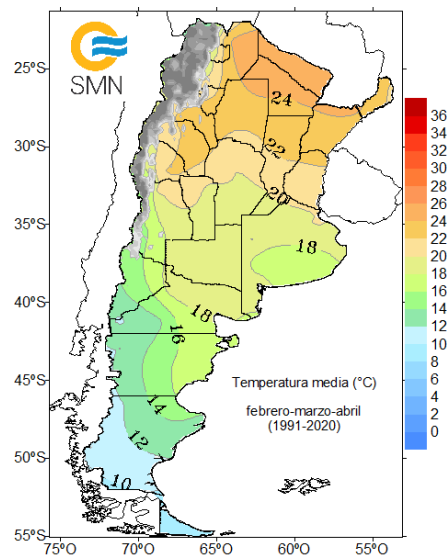 SMN
25°S
30°S
35°S
40°S
45°S
50°S
55°S
75°O
70°O
65°O
60°O
55°O
24
22
20
18
18
16
14
12
10
Temperatura media (°C)
febrero-marzo-abril
(1991-2020)
36
34
32
30
28
26
24
22
20
18
16
14
12
10
8
6
4
2
0